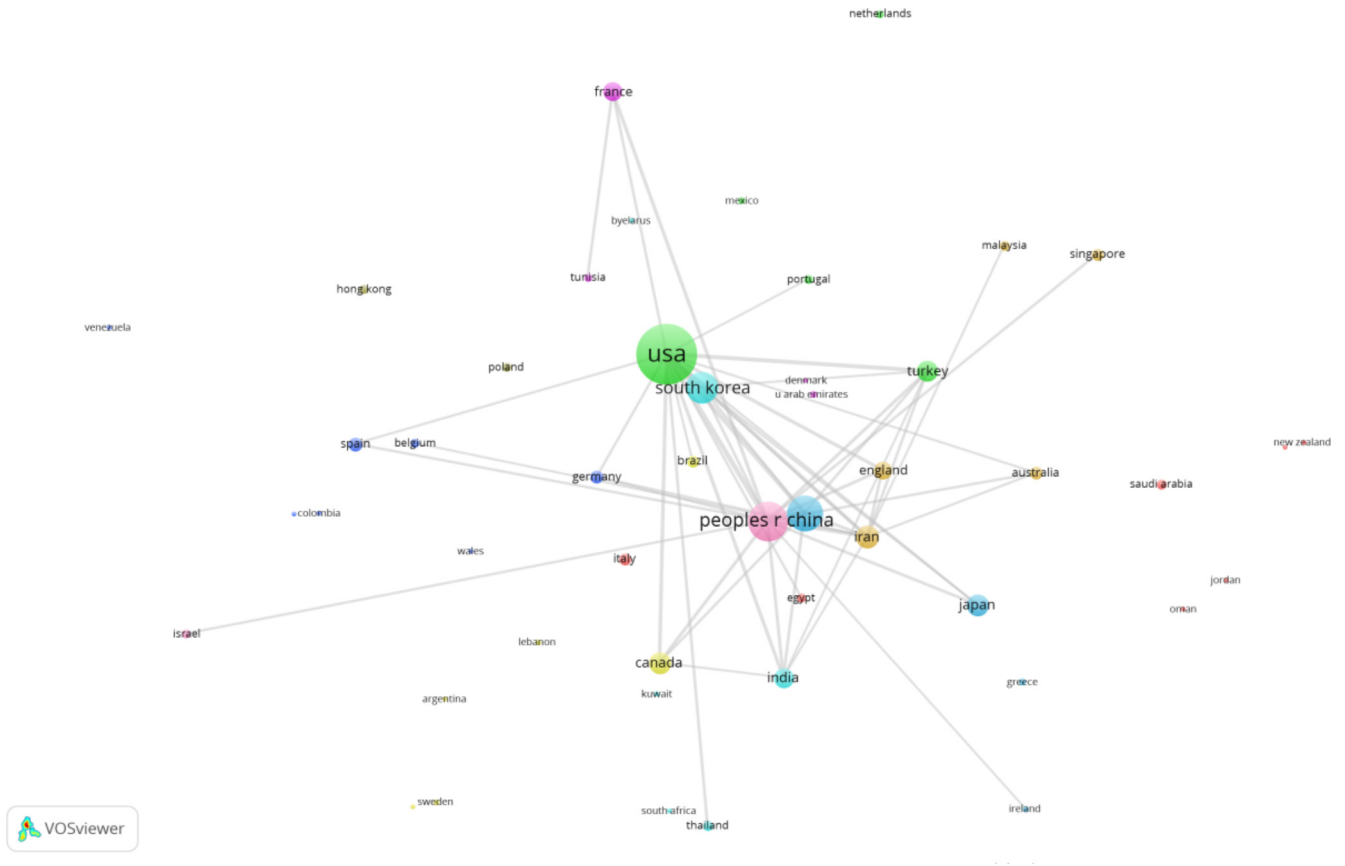 netherlands
france
mexico
byelarus
malaysia
singapore
tunisia
portugal
hong kong
venezuela
usa
poland
turkey
denmark
south korea
u arab emirates
spain
belgium
new zealand
brazil
england
australia
germany
saudi arabia
colombia
peoples r china
iran
wales
italy
jordan
egypt
japan
oman
israel
lebanon
canada
india
greece
kuwait
argentina
sweden
south africa
ireland
thailand
VOSviewer